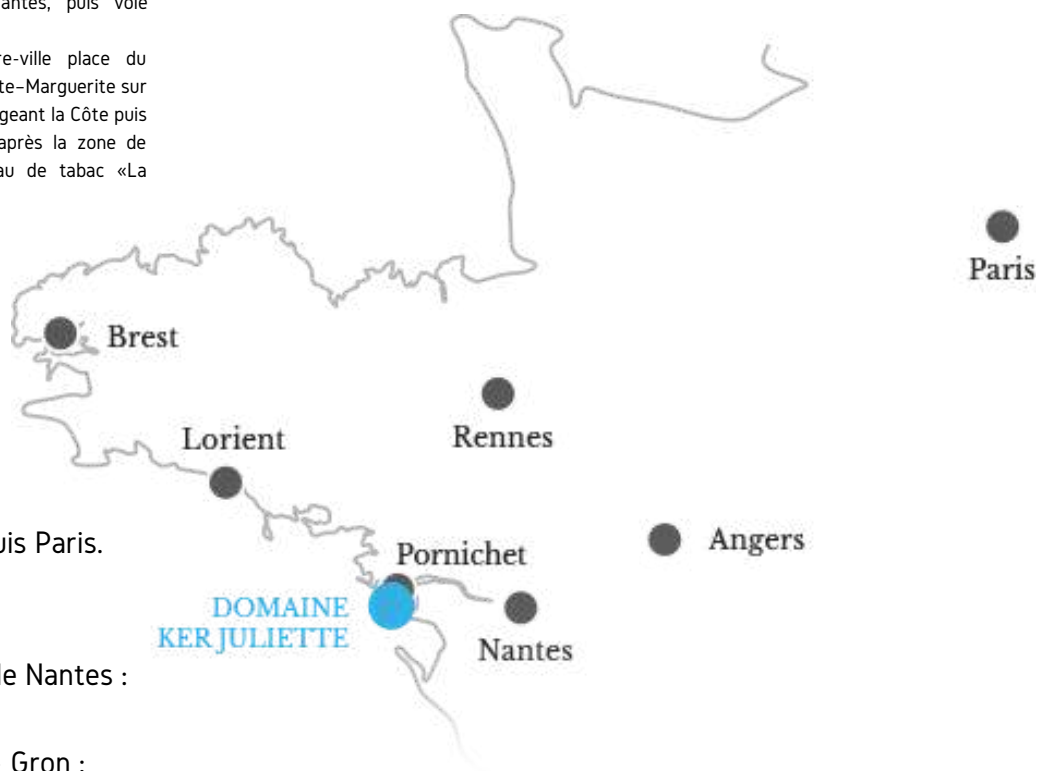 antes, puis voie
re-ville place du
te-Marguerite sur
geant la Côte puis
après la zone de
au de tabac «La
Paris
Brest
Rennes
Lorient
uis Paris.
Angers
Pornichet
DOMAINE
KER JULIETTE
Nantes
de Nantes :
Gron :